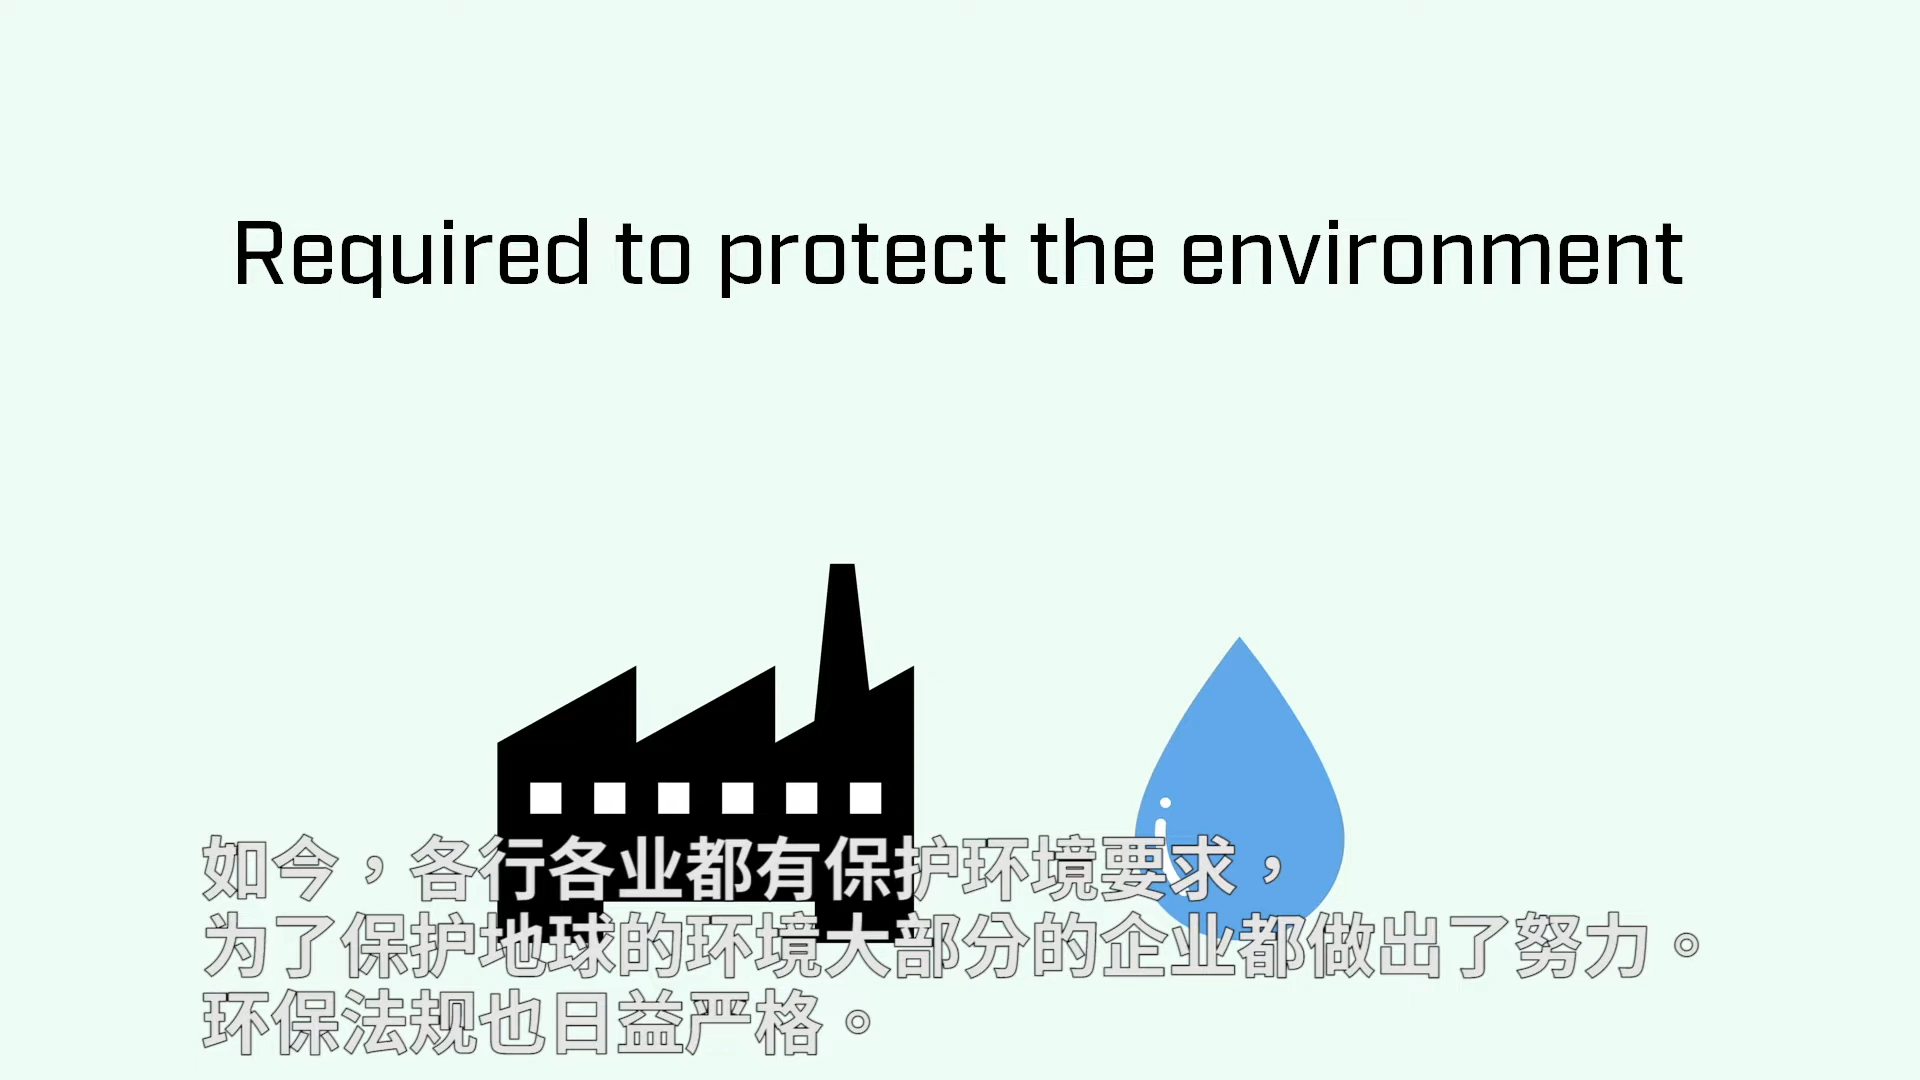 Required to protect the environment
如今，各行各业都有保护环境要求，
为了保护地球的环境大部分的企业都做出了努力。
环保法规也日益严格。